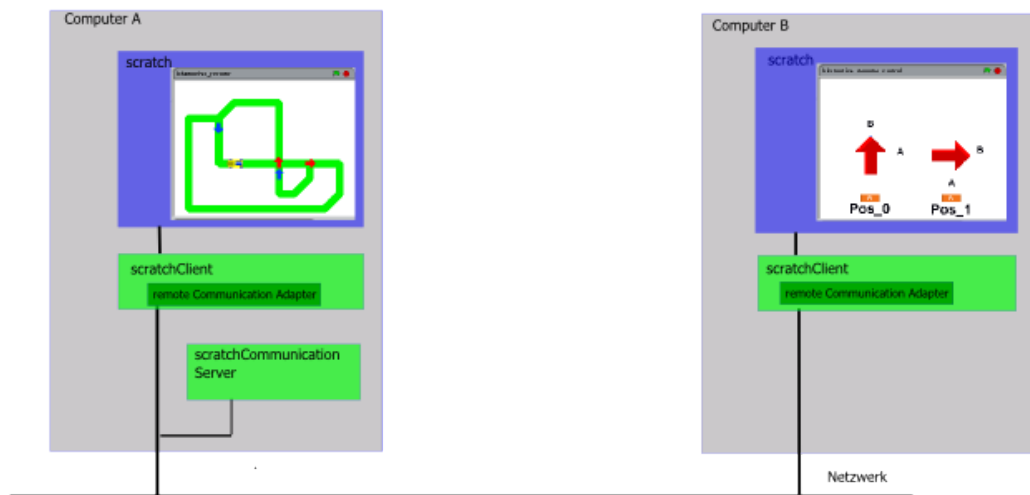 Computer A
scratch
scratchClient
remote Communication Adapter
scratchCommunication
Server
Computer B
scratch
B
A
B
A
A
A
Pos_0
Pos_1
scratchClient
remote Communication Adapter
Netzwerk